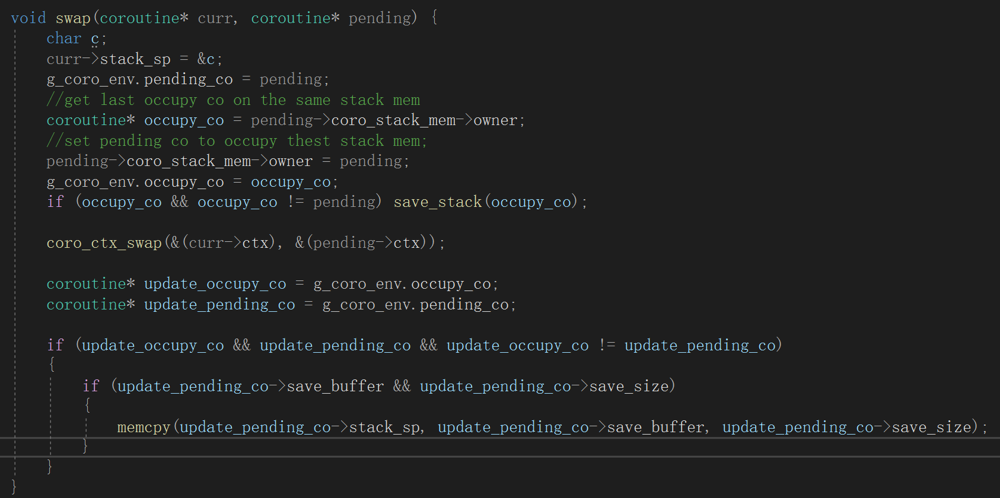 void swap(coroutine* curr, coroutine* pending) {
char c;
curr->stack_sp = &c;
g_coro_env.pending_co = pending;
//get last occupy co on the same stack mem
coroutine* occupy_co = pending->coro_stack_mem->owner;
//set pending co to occupy thest stack mem;
pending->coro_stack_mem->owner = pending;
g_coro_env.occupy_co = occupy_co;
if (occupy_co && occupy_co != pending) save_stack(occupy_co);
coro_ctx_swap(&(curr->ctx), &(pending->ctx));
coroutine* update_occupy_co = g_coro_env.occupy_co;
coroutine* update_pending_co = g_coro_env.pending_co;
if (update_occupy_co && update_pending_co && update_occupy_co != update_pending_co)
{
if (update_pending_co->save_buffer && update_pending_co->save_size)
{
memcpy(update_pending_co->stack_sp, update_pending_co->save_buffer, update_pending_co->save_size);
}
}
}